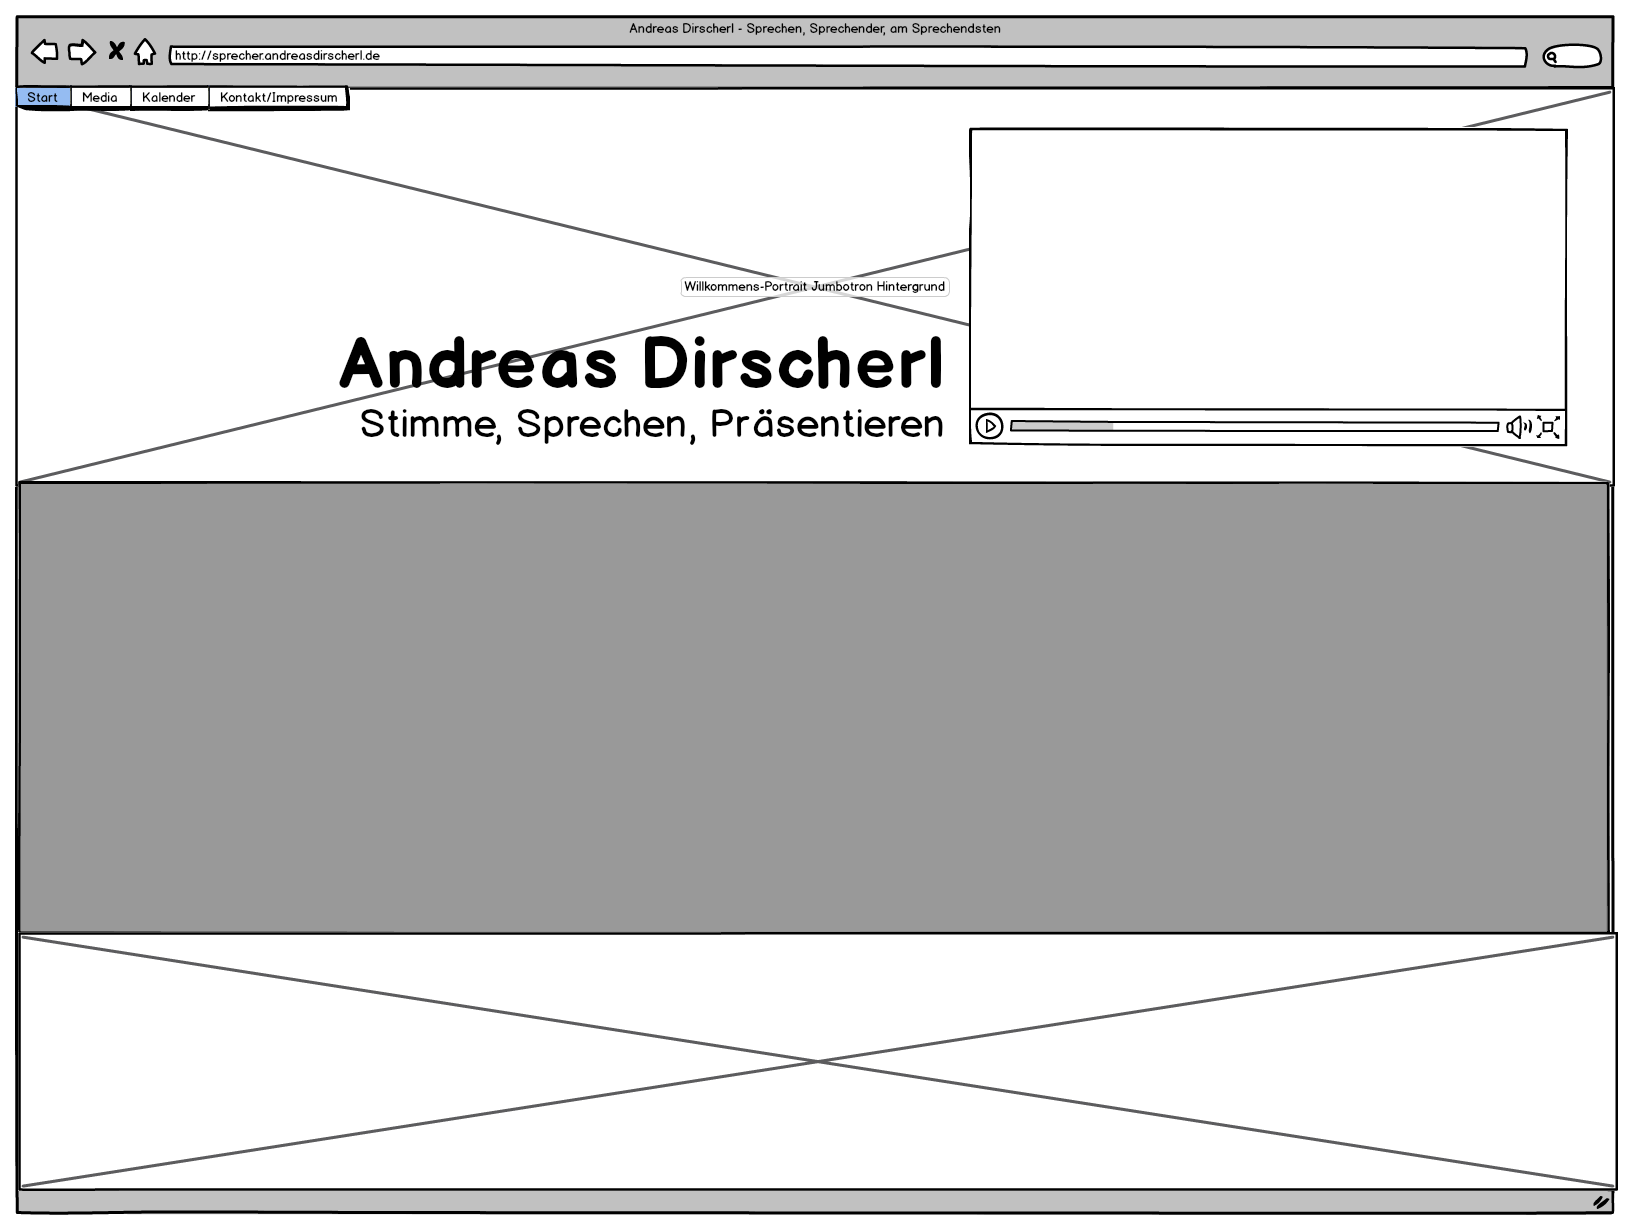 Andreas Dirscherl - Sprechen, Sprechender, am Sprechendsten
http://sprecher.andreasdirscherl.de
Start Media Kalender Kontakt/Impressum
Willkommens-Portrait Jumbotron Hintergrund
Andreas Dirscherl
Stimme, Sprechen, Präsentieren